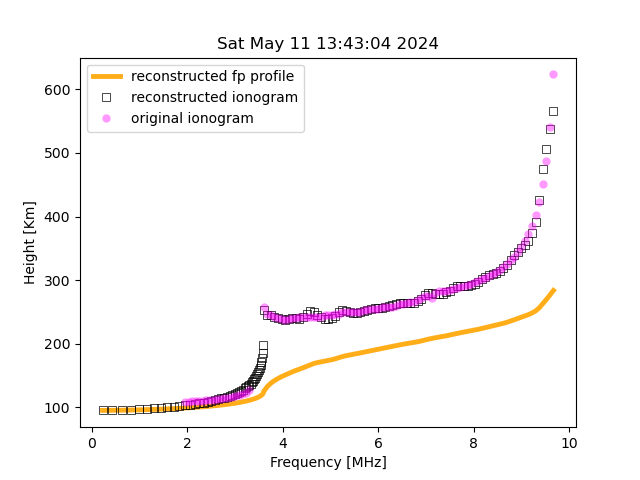 Sat May 11 13:43:04 2024
reconstructed fp profile
reconstructed ionogram
original ionogram
Height [Km]
600
500
400
300
200
100
0 2 4 6 8 10
Frequency [MHz]